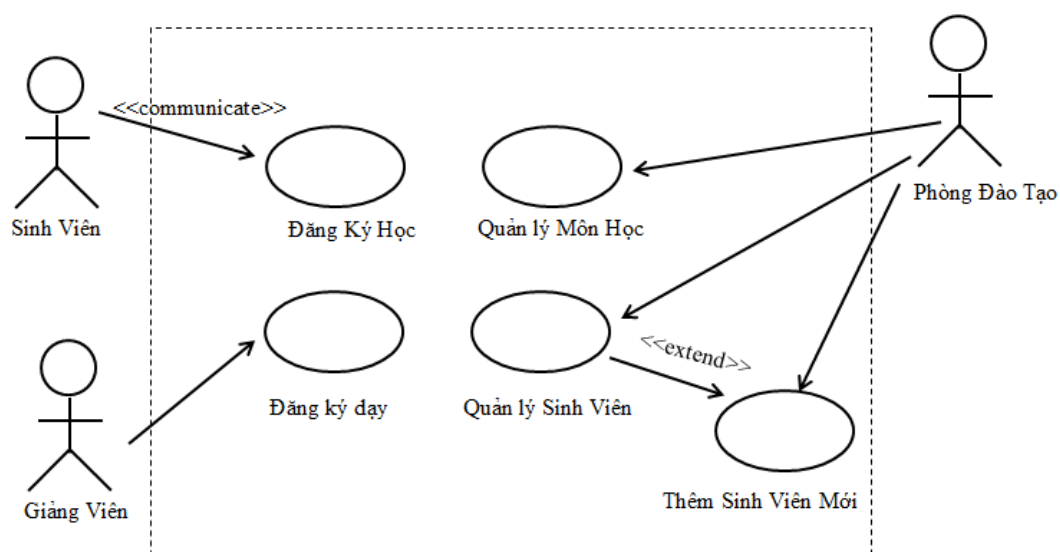 <<communicate>>
Sinh Viên
Đăng Ký Học
Quản lý Môn Học
Phòng Đào Tạo
<<extend>>
Đăng ký dạy
Quản lý Sinh Viên
Giảng Viên
Thêm Sinh Viên Mới